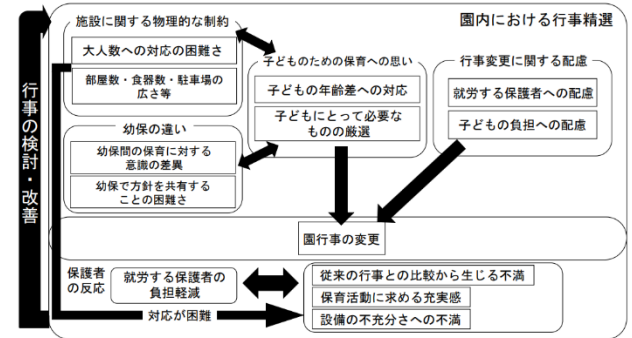 園内における行事精選
施設に関する物理的な制約
大人数への対応の困難さ
部屋数・食器数・駐車場の
広さ等
幼保の違い
幼保間の保育に対する
意識の差異
幼保で方針を共有する
ことの困難さ
子どものための保育への思い
子どもの年齢差への対応
子どもにとって必要な
ものの厳選
行事変更に関する配慮
就労する保護者への配慮
子どもの負担への配慮
園行事の変更
保護者
の反応
就労する保護者の
負担軽減
従来の行事との比較から生じる不満
保育活動に求める充実感
設備の不充分さへの不満
対応が困難
行事の検討・改善